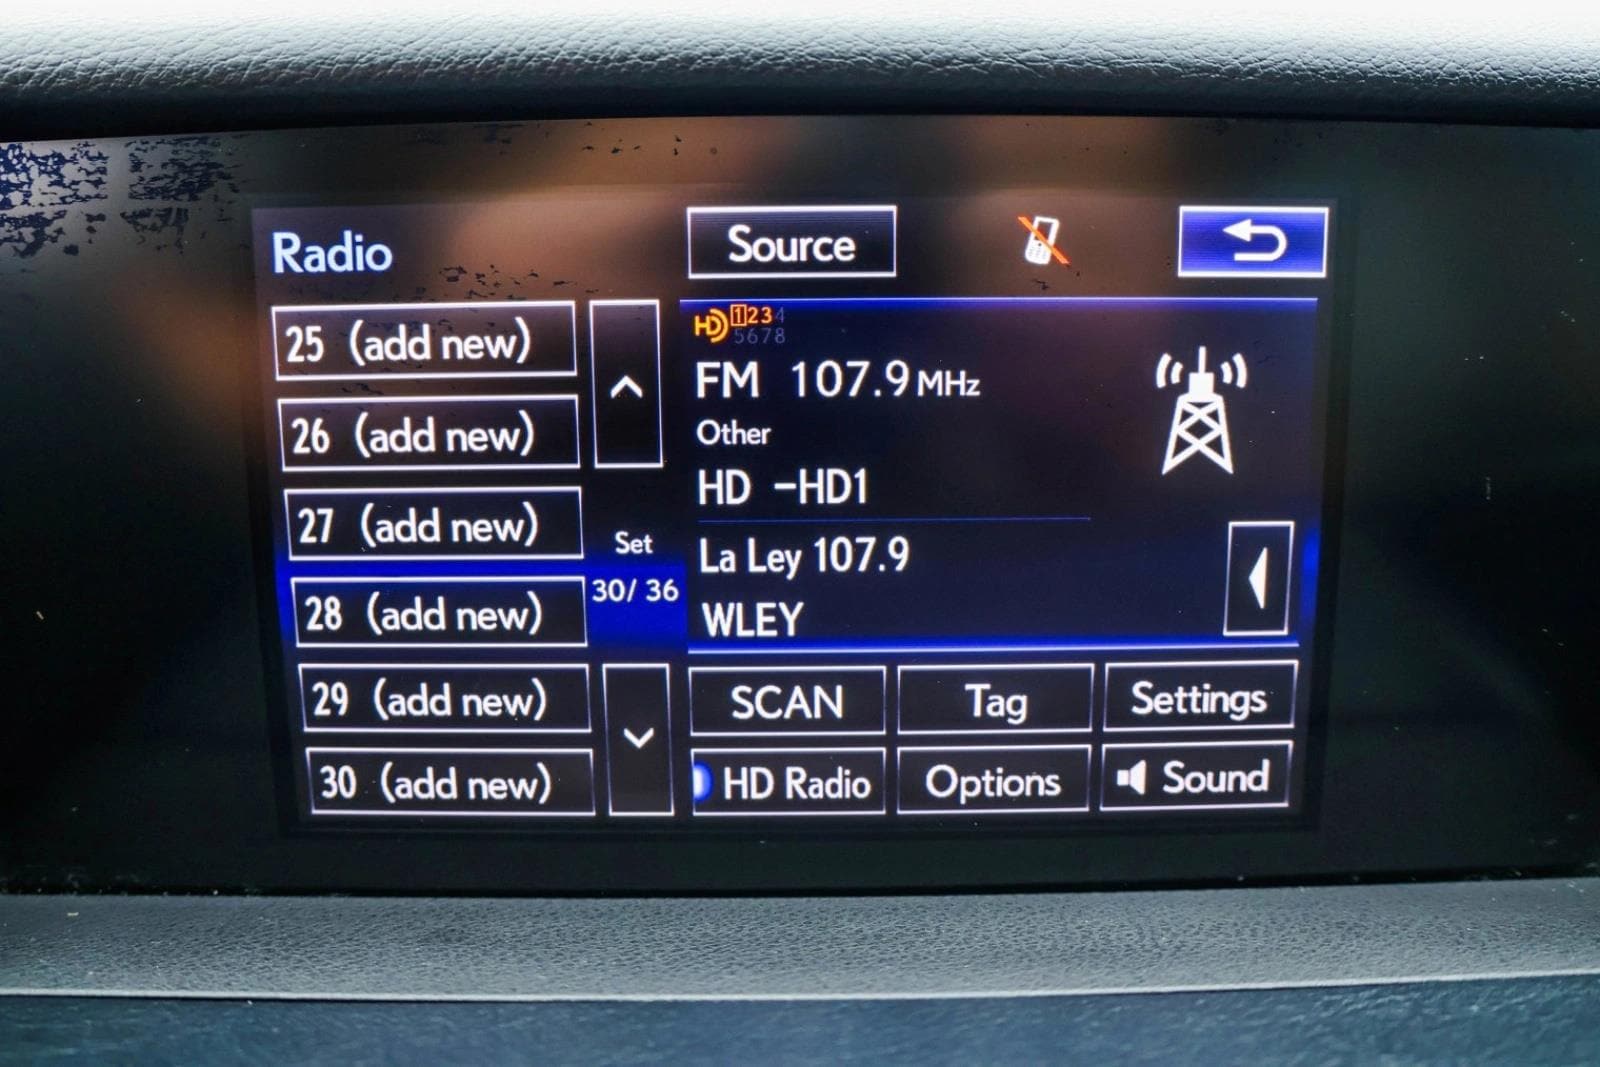 Radio
Source
25 (add new)
26 (add new)
27 (add new)
28 (add new)
29 (add new)
30 (add new)
Set
30/ 36
HD 1234
5678
FM 107.9 MHz
Other
HD -HD1
La Ley 107.9
WLEY
SCAN
Tag
Settings
HD Radio
Options
Sound